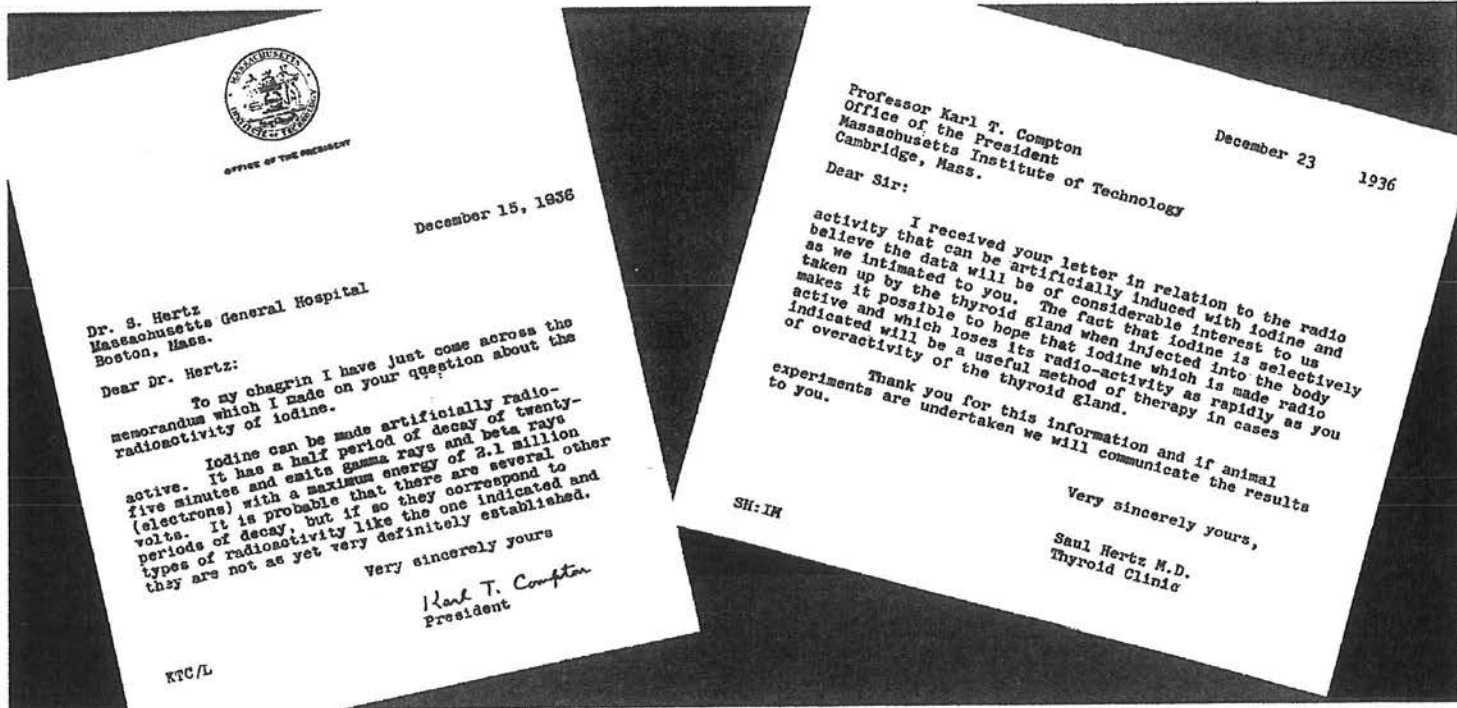 MASSACHUSETTS
INSTITUTE OF TECHNOLOGY
OFFICE OF THE PRESIDENT
December 15, 1936
Dr. S. Hertz
Massachusetts General Hospital
Boston, Mass.
Dear Dr. Hertz:
To my chagrin I have just come across the
memorandum which I made on your question about the
radioactivity of iodine.
Iodine can be made artificially radio-
active. It has a half period of decay of twenty-
five minutes and emits gamma rays and beta rays
(electrons) with a maximum energy of 2.1 million
volts. It is probable that there are several other
periods of decay, but if so they correspond to
types of radioactivity like the one indicated and
they are not as yet very definitely established.
Very sincerely yours
Karl T. Compton
President
KTC/L
December 23 1936
Professor Karl T. Compton
Office of the President
Massachusetts Institute of Technology
Cambridge, Mass.
Dear Sir:
I received your letter in relation to the radio
activity that can be artificially induced with iodine and
believe the data will be of considerable interest to us
as we intimated to you. The fact that iodine is selectively
taken up by the thyroid gland when injected into the body
makes it possible to hope that iodine which is made radio
active and which loses its radio-activity as rapidly as you
indicated will be a useful method of therapy in cases
of overactivity of the thyroid gland.
Thank you for this information and if animal
experiments are undertaken we will communicate the results
to you.
Very sincerely yours,
Saul Hertz M.D.
Thyroid Clinic
SH:IM